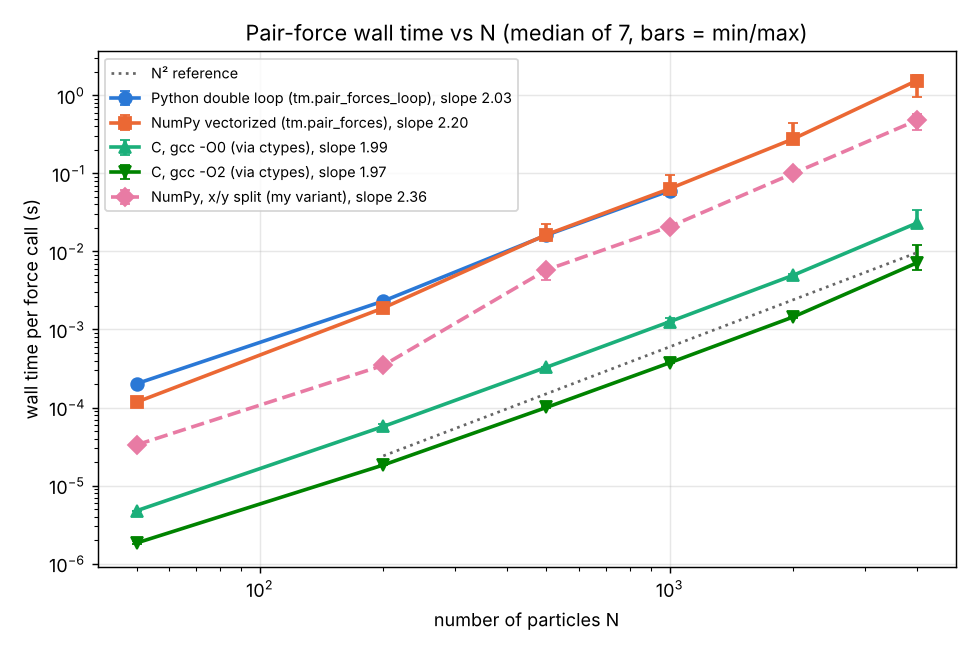 Pair-force wall time vs N (median of 7, bars = min/max)
N² reference
Python double loop (tm.pair_forces_loop), slope 2.03
NumPy vectorized (tm.pair_forces), slope 2.20
C, gcc -O0 (via ctypes), slope 1.99
C, gcc -O2 (via ctypes), slope 1.97
NumPy, x/y split (my variant), slope 2.36
wall time per force call (s)
10⁰
10⁻¹
10⁻²
10⁻³
10⁻⁴
10⁻⁵
10⁻⁶
10²
10³
number of particles N